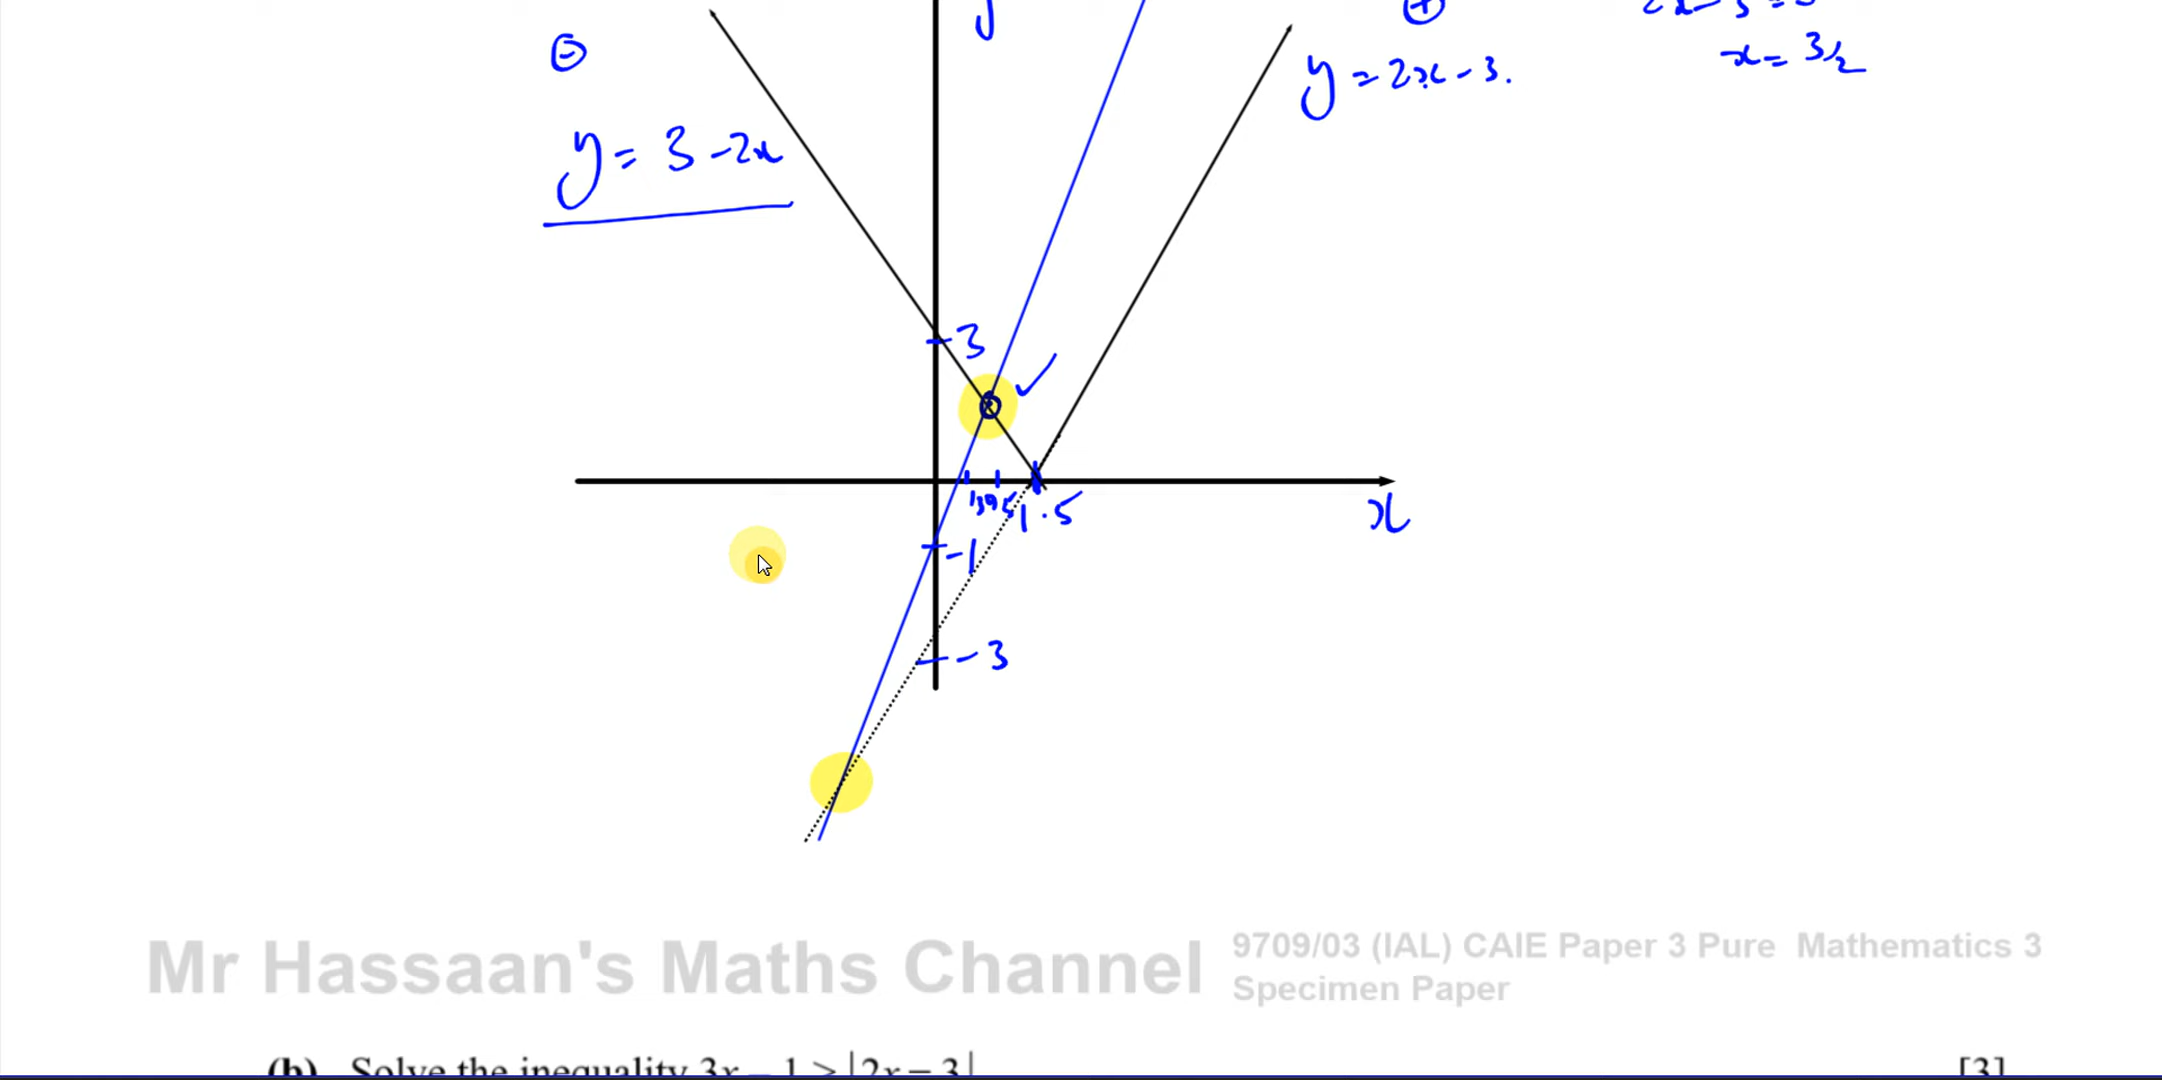 y
⊕
x = 3/2
⊖
y = 2x - 3.
y = 3 - 2x
3
1.5
x
-1
-3
Mr Hassaan's Maths Channel
9709/03 (IAL) CAIE Paper 3 Pure Mathematics 3
Specimen Paper
(b) Solve the inequality 3x − 1 > |2x − 3| [3]